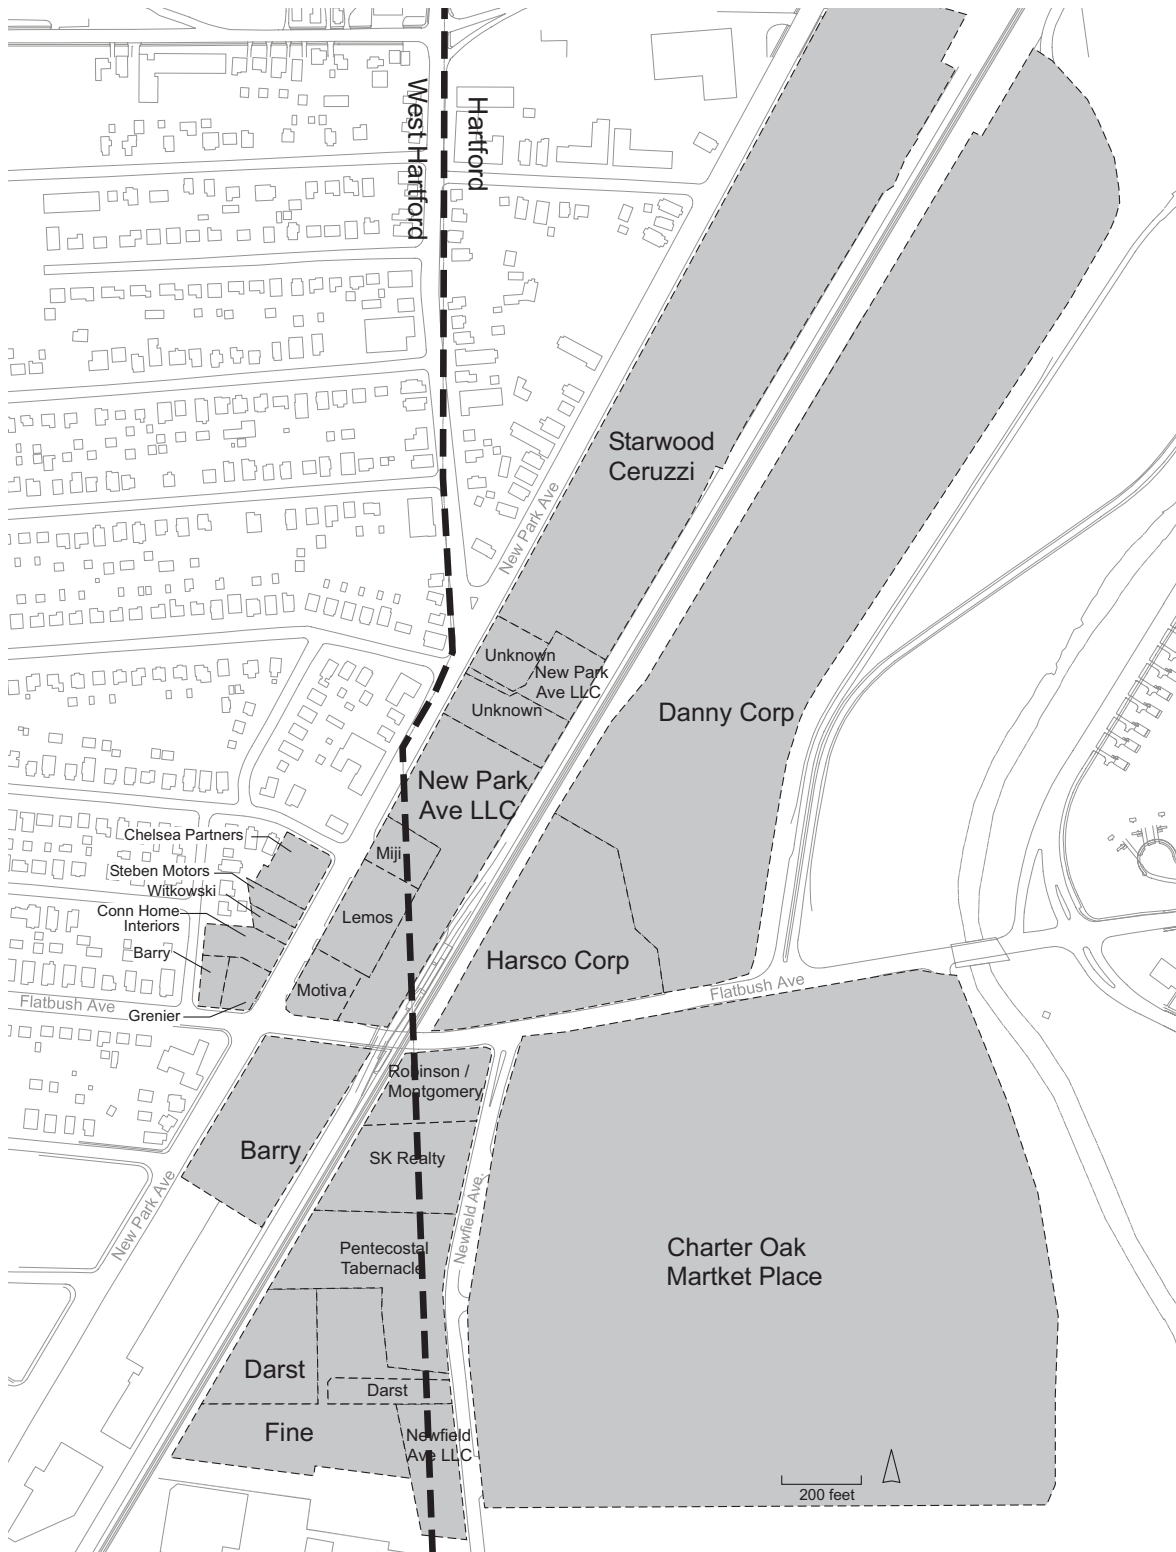 West Hartford
Hartford
Starwood
Ceruzzi
New Park Ave
Unknown
New Park
Ave LLC
Unknown
Danny Corp
New Park
Ave LLC
Chelsea Partners
Miji
Steben Motors
Witkowski
Conn Home
Interiors
Lemos
Barry
Harsco Corp
Motiva
Flatbush Ave
Flatbush Ave
Grenier
Robinson /
Montgomery
Barry
SK Realty
New Park Ave
Newfield Ave.
Pentecostal
Tabernacle
Charter Oak
Martket Place
Darst
Darst
Fine
Newfield
Ave LLC
200 feet